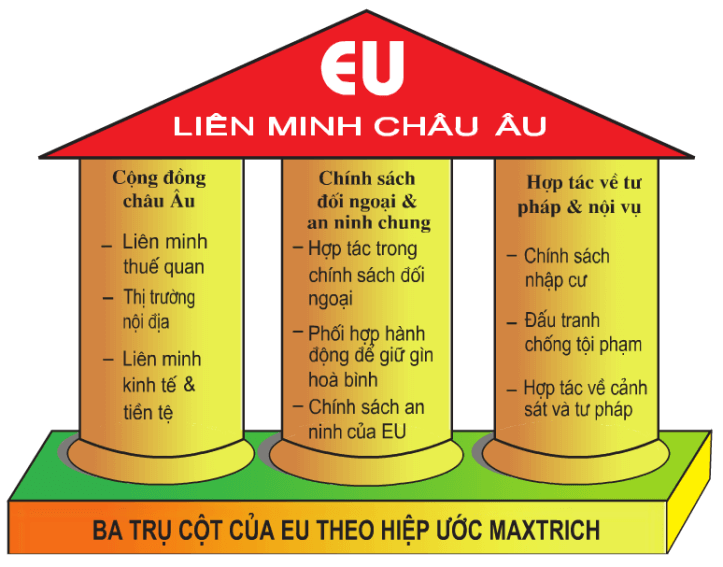 EU
LIÊN MINH CHÂU ÂU
Cộng đồng
châu Âu
– Liên minh
thuế quan
– Thị trường
nội địa
– Liên minh
kinh tế &
tiền tệ
Chính sách
đối ngoại &
an ninh chung
– Hợp tác trong
chính sách đối
ngoại
– Phối hợp hành
động để giữ gìn
hoà bình
– Chính sách an
ninh của EU
Hợp tác về tư
pháp & nội vụ
– Chính sách
nhập cư
– Đấu tranh
chống tội phạm
– Hợp tác về cảnh
sát và tư pháp
BA TRỤ CỘT CỦA EU THEO HIỆP ƯỚC MAXTRICH